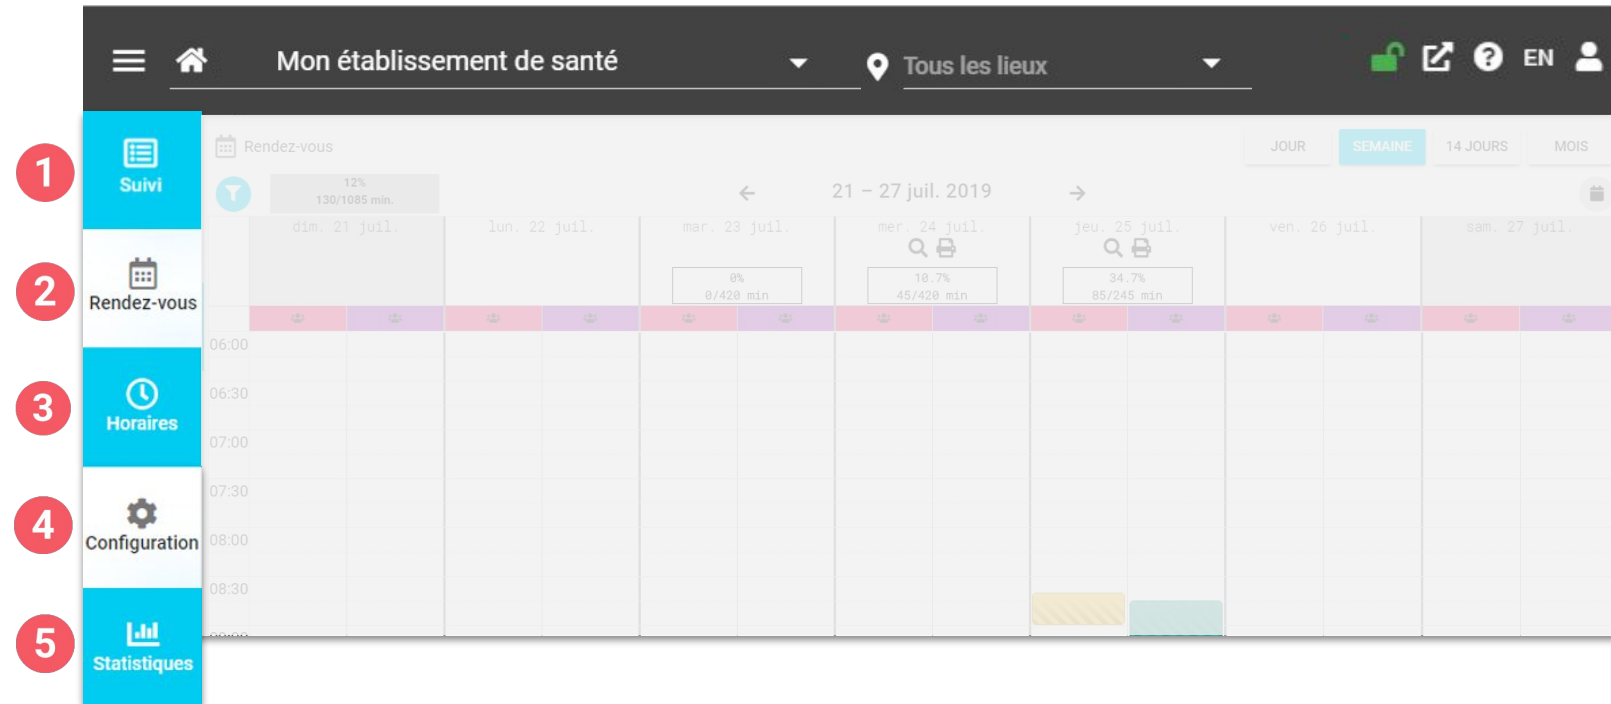 Mon établissement de santé
Tous les lieux
EN
1
Suivi
2
Rendez-vous
3
Horaires
4
Configuration
5
Statistiques
Rendez-vous
JOUR SEMAINE 14 JOURS MOIS
12%
130/1085 min.
21 – 27 juil. 2019
dim. 21 juil. lun. 22 juil. mar. 23 juil. mer. 24 juil. jeu. 25 juil. ven. 26 juil. sam. 27 juil.
0% 10.7% 34.7%
0/420 min 45/420 min 85/245 min
06:00
06:30
07:00
07:30
08:00
08:30